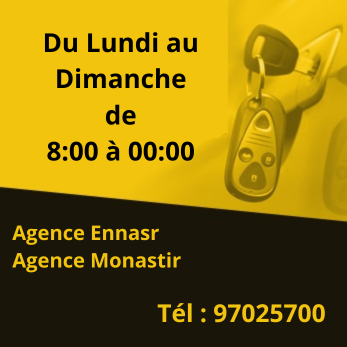 Du Lundi au
Dimanche
de
8:00 à 00:00
Agence Ennasr
Agence Monastir
Tél : 97025700